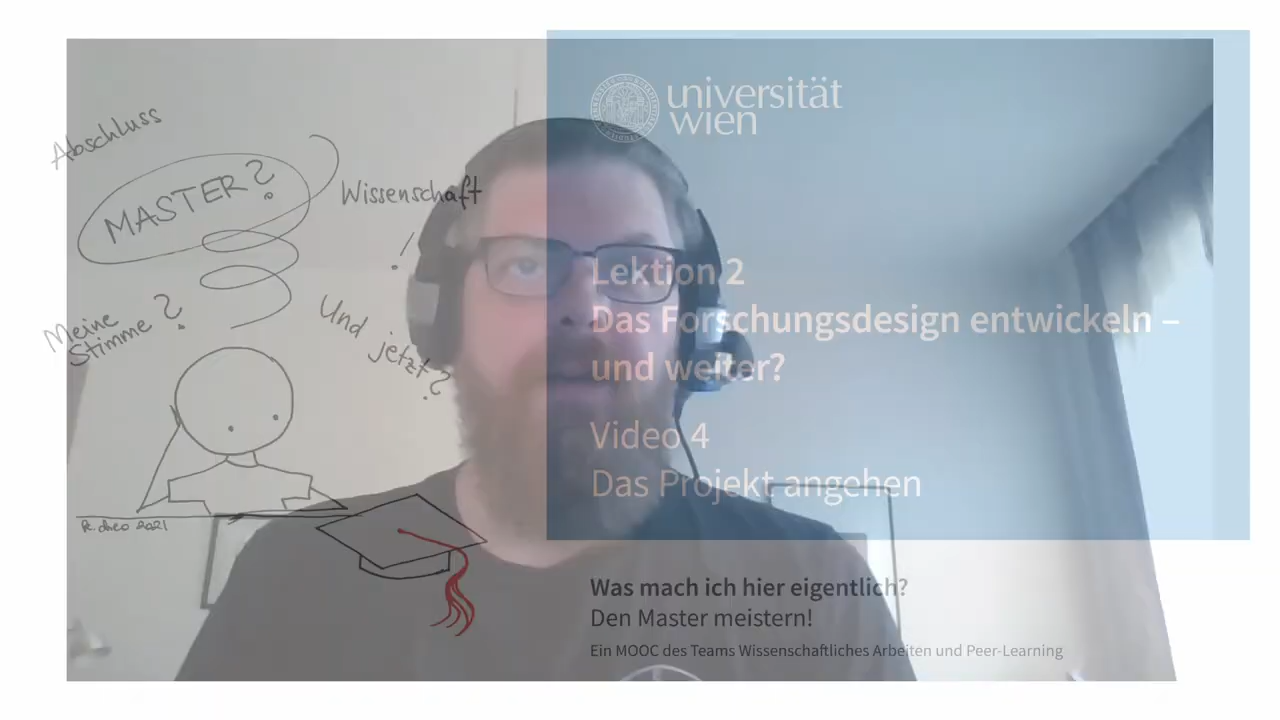 Abschluss
MASTER?
Wissenschaft
!
Meine
Stimme?
Und jetzt?
2021
universität
wien
Lektion 2
Das Forschungsdesign entwickeln –
und weiter?
Video 4
Das Projekt angehen
Was mach ich hier eigentlich?
Den Master meistern!
Ein MOOC des Teams Wissenschaftliches Arbeiten und Peer-Learning